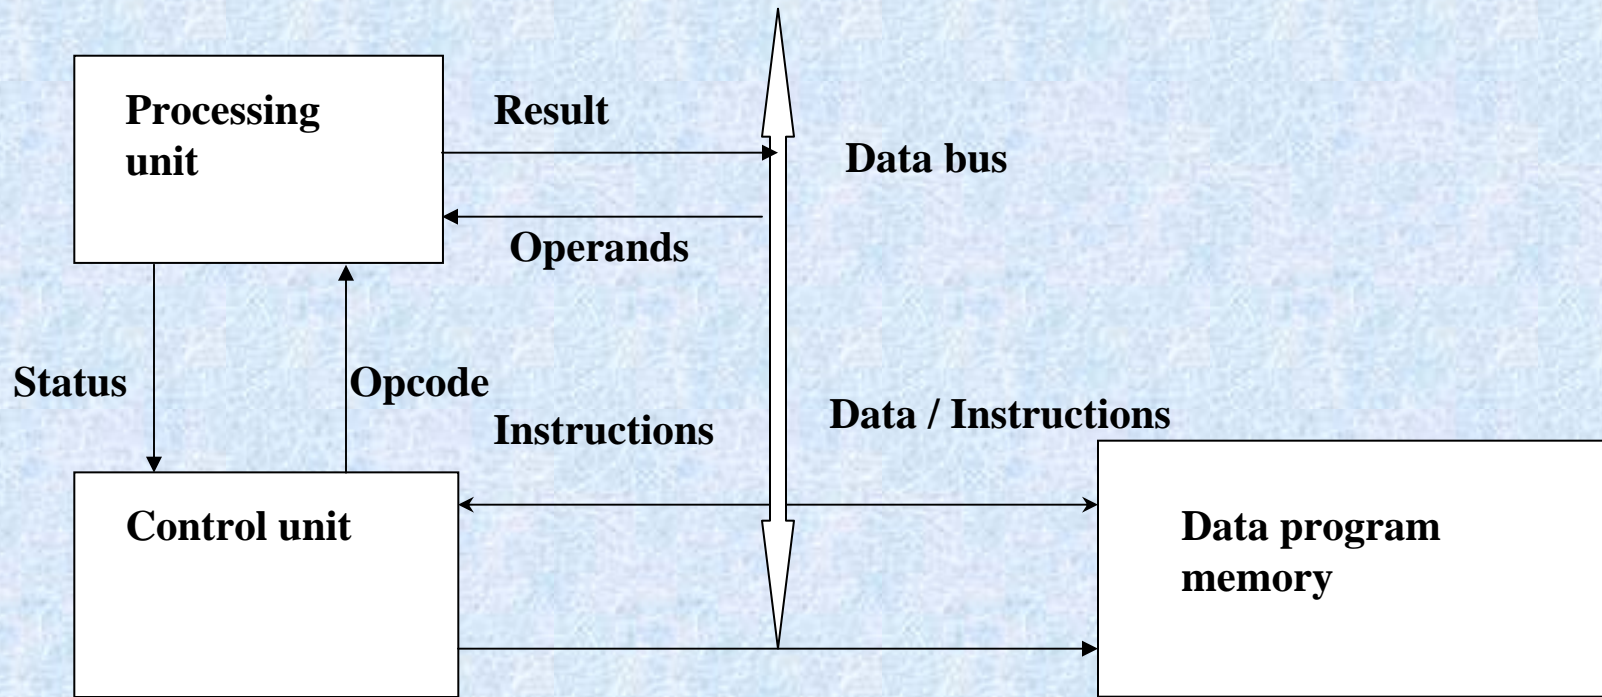 Processing
unit
Result
Data bus
Operands
Status
Opcode
Instructions
Data / Instructions
Control unit
Data program
memory